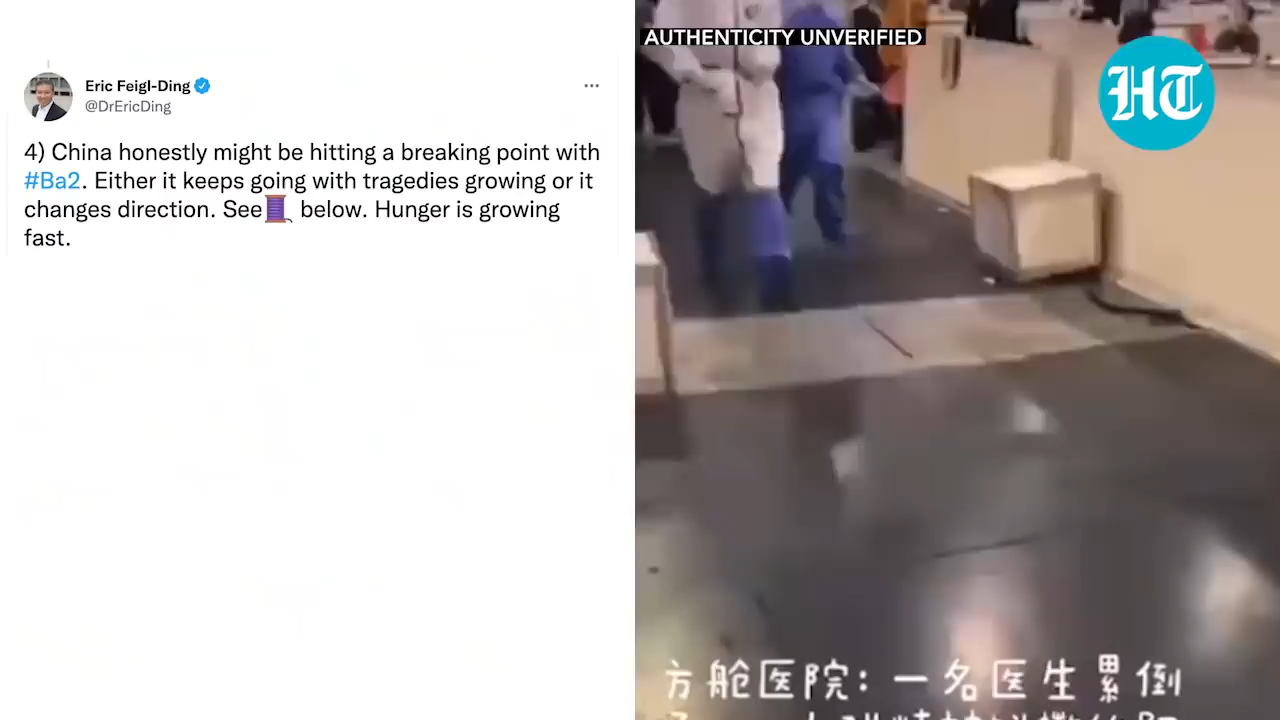 Eric Feigl-Ding
@DrEricDing
4) China honestly might be hitting a breaking point with
#Ba2. Either it keeps going with tragedies growing or it
changes direction. See🧵 below. Hunger is growing
fast.
AUTHENTICITY UNVERIFIED
HT
方舱医院：一名医生累倒